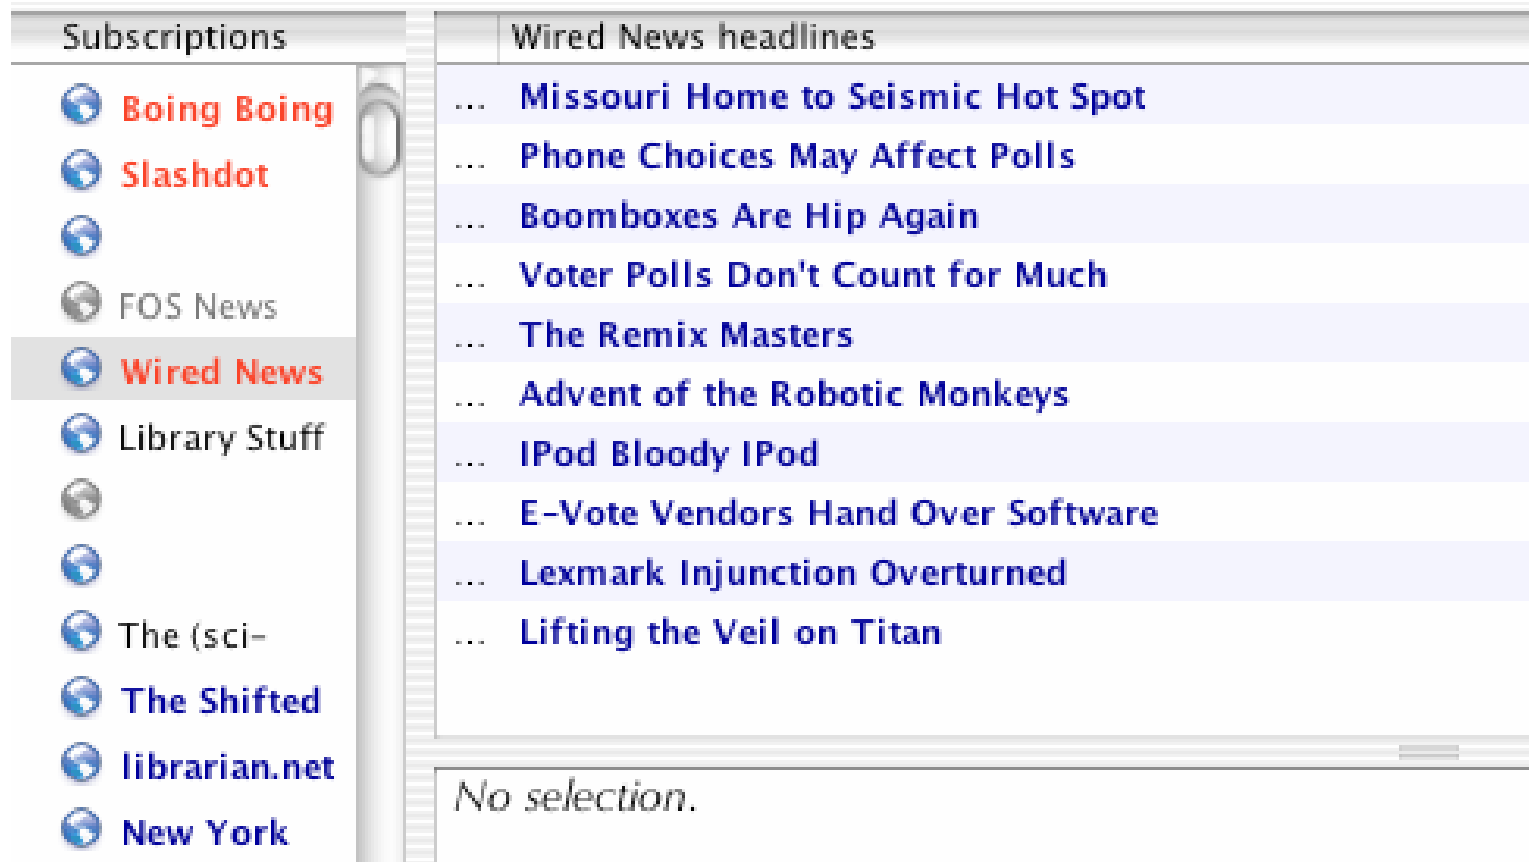 Subscriptions
Boing Boing
Slashdot
FOS News
Wired News
Library Stuff
The (sci-
The Shifted
librarian.net
New York
Wired News headlines
... Missouri Home to Seismic Hot Spot
... Phone Choices May Affect Polls
... Boomboxes Are Hip Again
... Voter Polls Don't Count for Much
... The Remix Masters
... Advent of the Robotic Monkeys
... IPod Bloody IPod
... E-Vote Vendors Hand Over Software
... Lexmark Injunction Overturned
... Lifting the Veil on Titan
No selection.